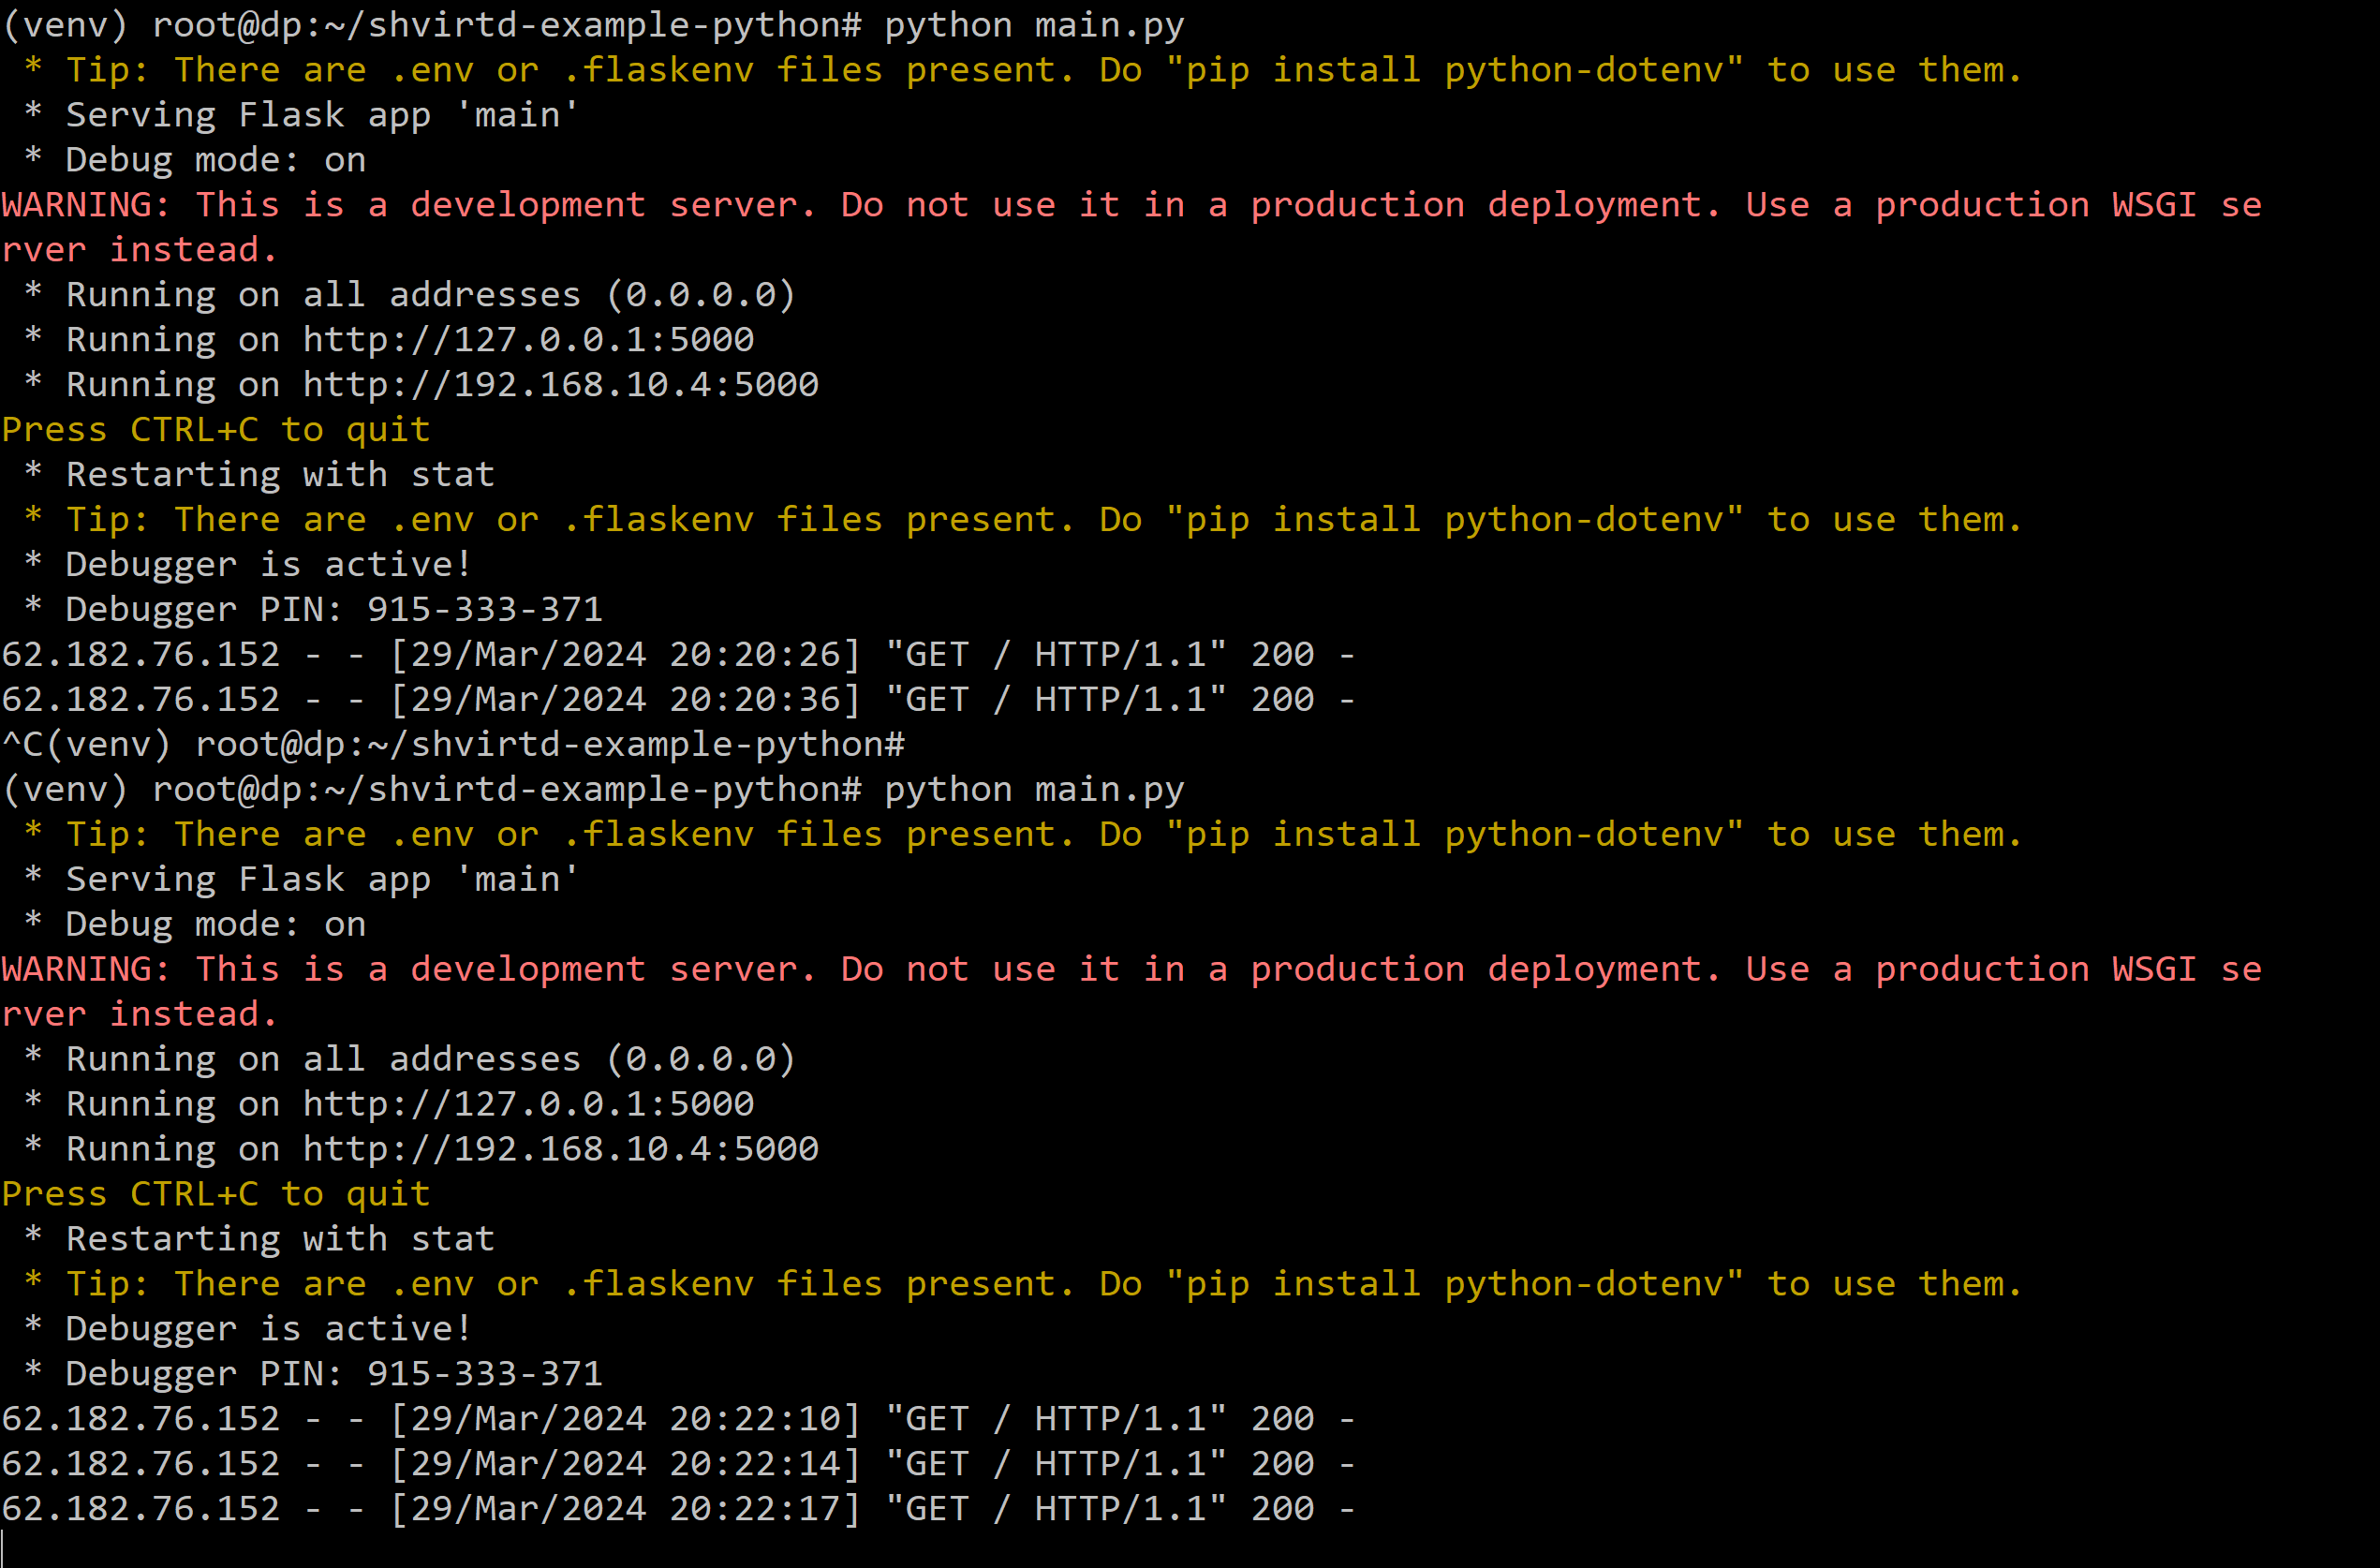 (venv) root@dp:~/shvirtd-example-python# python main.py
 * Tip: There are .env or .flaskenv files present. Do "pip install python-dotenv" to use them.
 * Serving Flask app 'main'
 * Debug mode: on
WARNING: This is a development server. Do not use it in a production deployment. Use a production WSGI se
rver instead.
 * Running on all addresses (0.0.0.0)
 * Running on http://127.0.0.1:5000
 * Running on http://192.168.10.4:5000
Press CTRL+C to quit
 * Restarting with stat
 * Tip: There are .env or .flaskenv files present. Do "pip install python-dotenv" to use them.
 * Debugger is active!
 * Debugger PIN: 915-333-371
62.182.76.152 - - [29/Mar/2024 20:20:26] "GET / HTTP/1.1" 200 -
62.182.76.152 - - [29/Mar/2024 20:20:36] "GET / HTTP/1.1" 200 -
^C(venv) root@dp:~/shvirtd-example-python#
(venv) root@dp:~/shvirtd-example-python# python main.py
 * Tip: There are .env or .flaskenv files present. Do "pip install python-dotenv" to use them.
 * Serving Flask app 'main'
 * Debug mode: on
WARNING: This is a development server. Do not use it in a production deployment. Use a production WSGI se
rver instead.
 * Running on all addresses (0.0.0.0)
 * Running on http://127.0.0.1:5000
 * Running on http://192.168.10.4:5000
Press CTRL+C to quit
 * Restarting with stat
 * Tip: There are .env or .flaskenv files present. Do "pip install python-dotenv" to use them.
 * Debugger is active!
 * Debugger PIN: 915-333-371
62.182.76.152 - - [29/Mar/2024 20:22:10] "GET / HTTP/1.1" 200 -
62.182.76.152 - - [29/Mar/2024 20:22:14] "GET / HTTP/1.1" 200 -
62.182.76.152 - - [29/Mar/2024 20:22:17] "GET / HTTP/1.1" 200 -